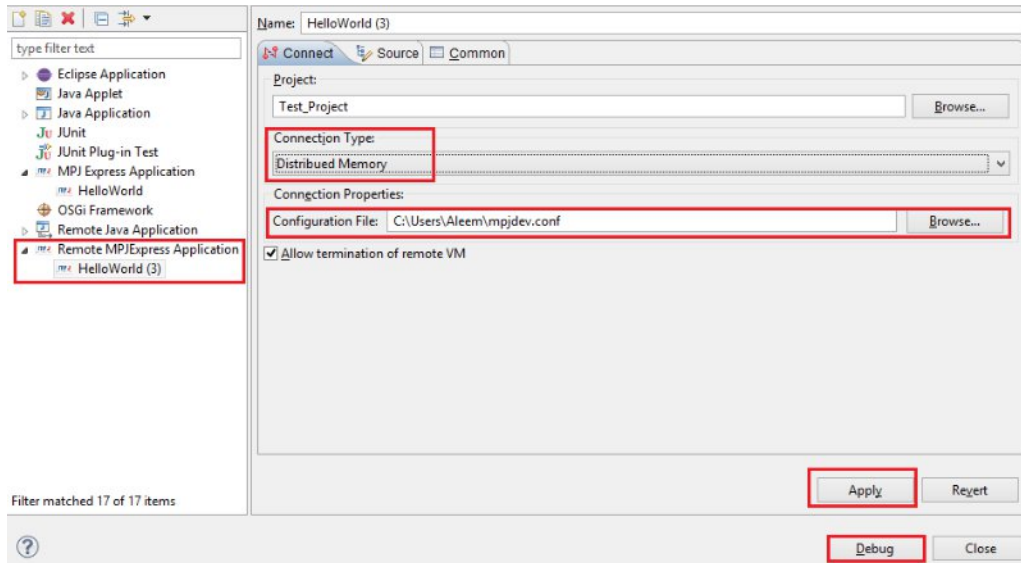 Name: HelloWorld (3)
type filter text
Connect Source Common
Eclipse Application
Java Applet
Java Application
JUnit
JUnit Plug-in Test
MPJ Express Application
HelloWorld
OSGi Framework
Remote Java Application
Remote MPJExpress Application
HelloWorld (3)
Project:
Test_Project Browse...
Connection Type:
Distribued Memory
Connection Properties:
Configuration File: C:\Users\Aleem\mpjdev.conf Browse...
Allow termination of remote VM
Apply Revert
Filter matched 17 of 17 items
Debug Close